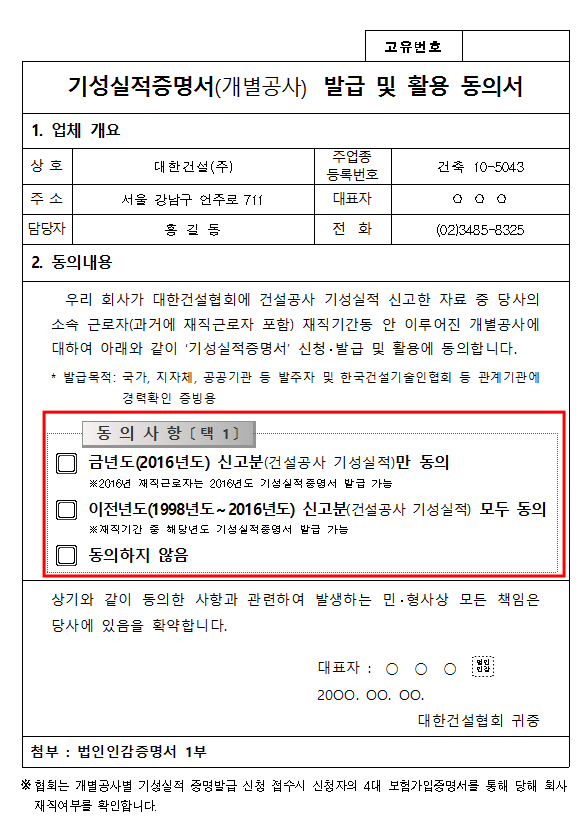 고유번호
기성실적증명서(개별공사) 발급 및 활용 동의서
1. 업체 개요
상 호 대한건설(주) 주업종 등록번호 건축 10-5043
주 소 서울 강남구 언주로 711 대표자 ○ ○ ○
담당자 홍 길 동 전 화 (02)3485-8325
2. 동의내용
우리 회사가 대한건설협회에 건설공사 기성실적 신고한 자료 중 당사의
소속 근로자(과거에 재직근로자 포함) 재직기간동 안 이루어진 개별공사에
대하여 아래와 같이 ‘기성실적증명서’ 신청·발급 및 활용에 동의합니다.
* 발급목적: 국가, 지자체, 공공기관 등 발주자 및 한국건설기술인협회 등 관계기관에
경력확인 증빙용
동 의 사 항 [ 택 1 ]
금년도(2016년도) 신고분(건설공사 기성실적)만 동의
※2016년 재직근로자는 2016년도 기성실적증명서 발급 가능
이전년도(1998년도~2016년도) 신고분(건설공사 기성실적) 모두 동의
※재직기간 중 해당년도 기성실적증명서 발급 가능
동의하지 않음
상기와 같이 동의한 사항과 관련하여 발생하는 민·형사상 모든 책임은
당사에 있음을 확약합니다.
대표자 : ○ ○ ○ 법인 인감
20OO. OO. OO.
대한건설협회 귀중
첨부 : 법인인감증명서 1부
※ 협회는 개별공사별 기성실적 증명발급 신청 접수시 신청자의 4대 보험가입증명서를 통해 당해 회사
재직여부를 확인합니다.